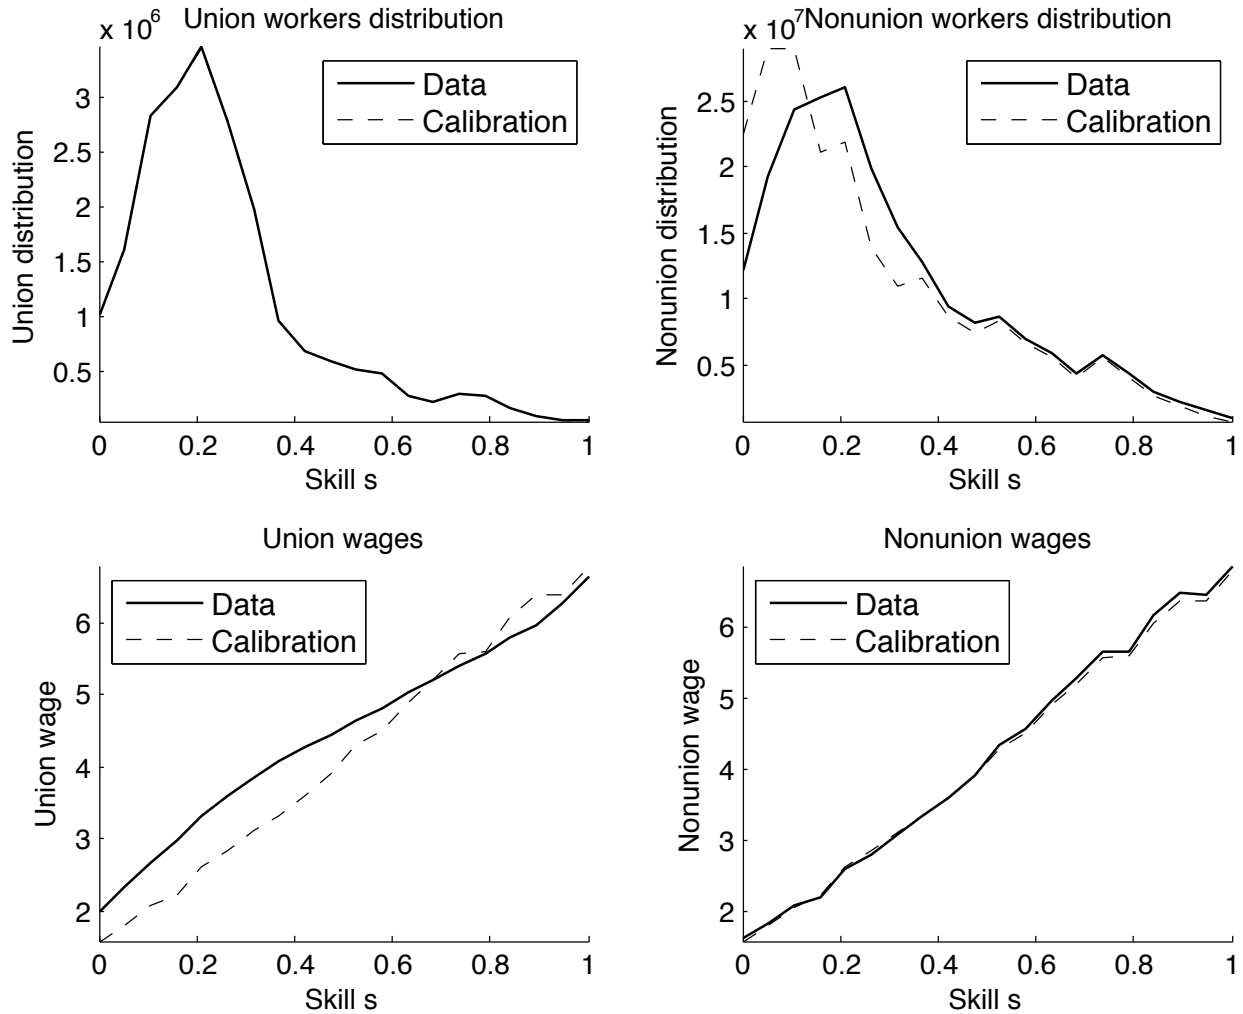 x 10^6 Union workers distribution
Data
Calibration
Union distribution
3
2.5
2
1.5
1
0.5
0 0.2 0.4 0.6 0.8 1
Skill s
x 10^7 Nonunion workers distribution
Data
Calibration
Nonunion distribution
2.5
2
1.5
1
0.5
0 0.2 0.4 0.6 0.8 1
Skill s
Union wages
Data
Calibration
Union wage
6
5
4
3
2
0 0.2 0.4 0.6 0.8 1
Skill s
Nonunion wages
Data
Calibration
Nonunion wage
6
5
4
3
2
0 0.2 0.4 0.6 0.8 1
Skill s